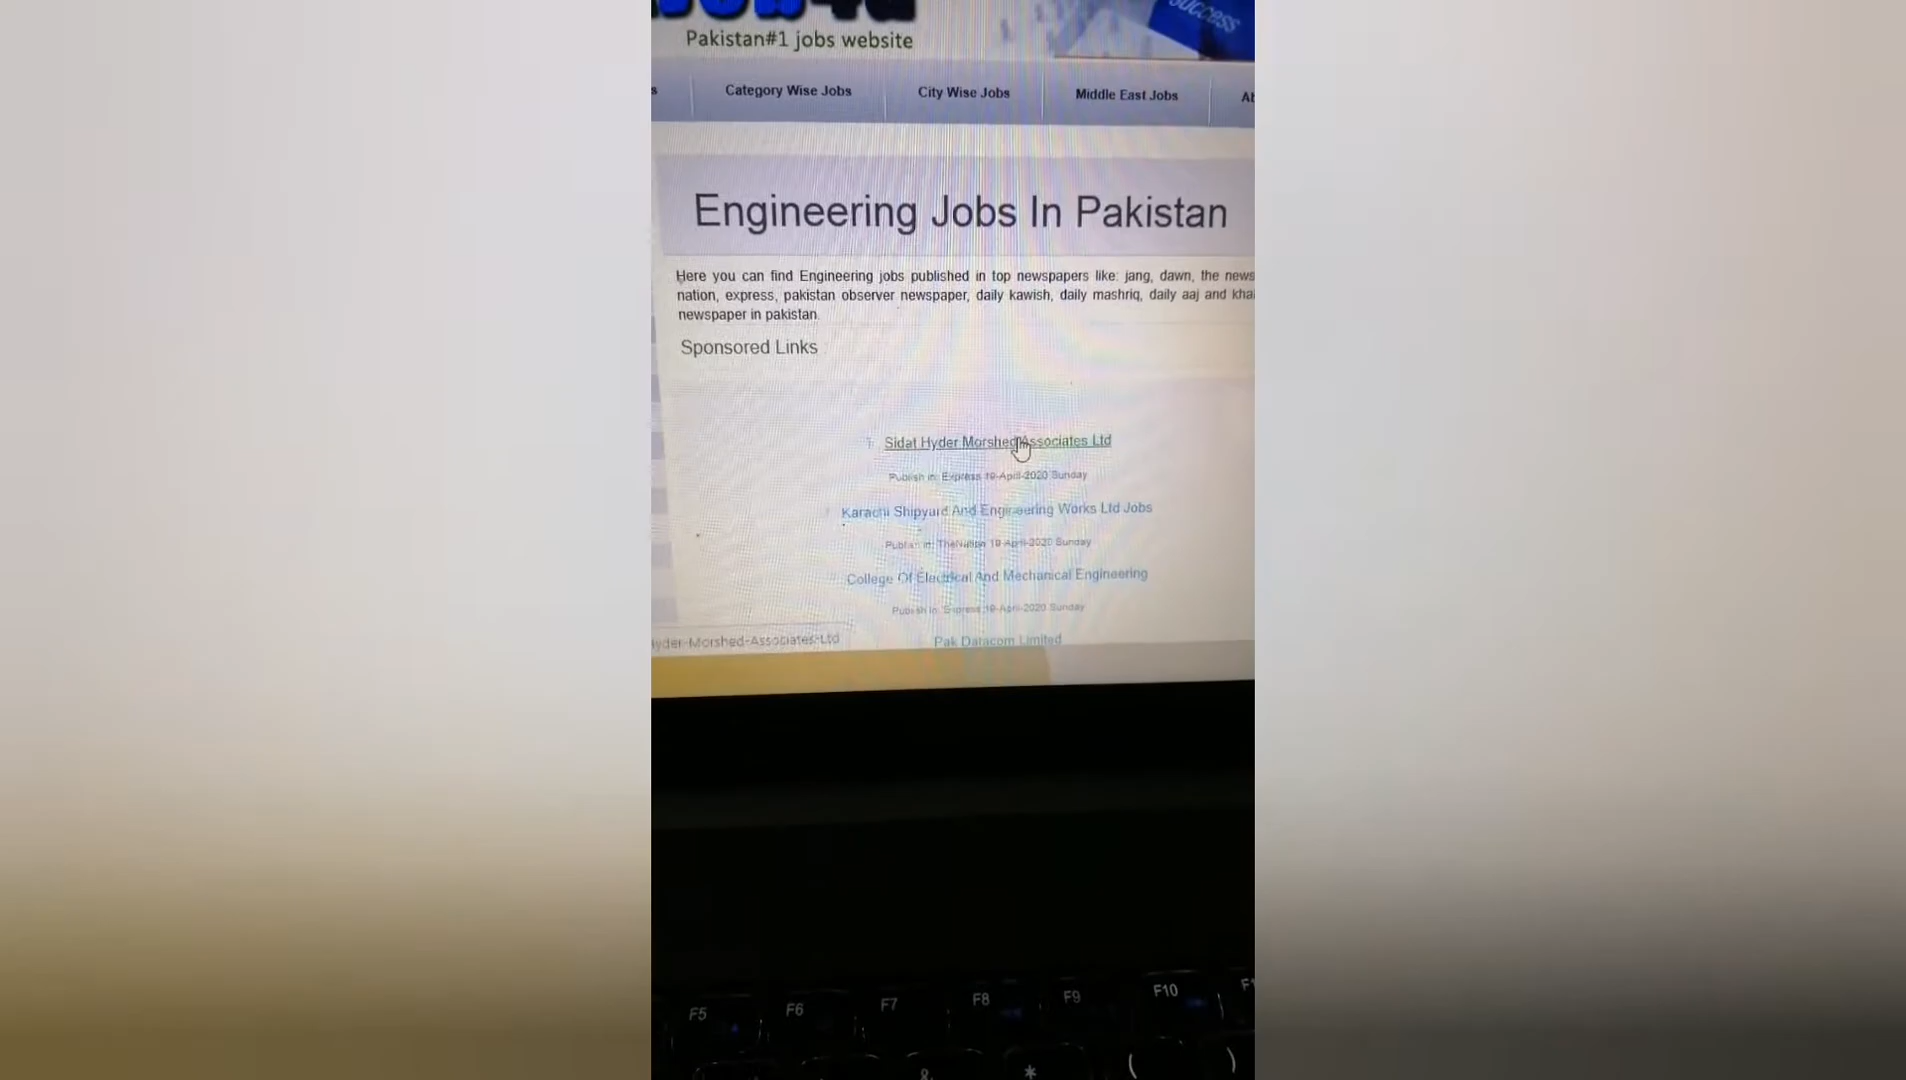 success
Pakistan#1 jobs website
Category Wise Jobs
City Wise Jobs
Middle East Jobs
Engineering Jobs In Pakistan
Here you can find Engineering jobs published in top newspapers like: jang, dawn, the news
nation, express, pakistan observer newspaper, daily kawish, daily mashriq, daily aaj and
newspaper in pakistan.
Sponsored Links
Sidat Hyder Morshed Associates Ltd
Publish in: Express 19-April-2020 Sunday
Karachi Shipyard And Engineering Works Ltd Jobs
Publish in: TheNation 19-April-2020 Sunday
College Of Electrical And Mechanical Engineering
Publish in: Express 19-April-2020 Sunday
yder-Morshed-Associates-Ltd
Pak Datacom Limited
F5 F6 F7 F8 F9 F10
& * ( )